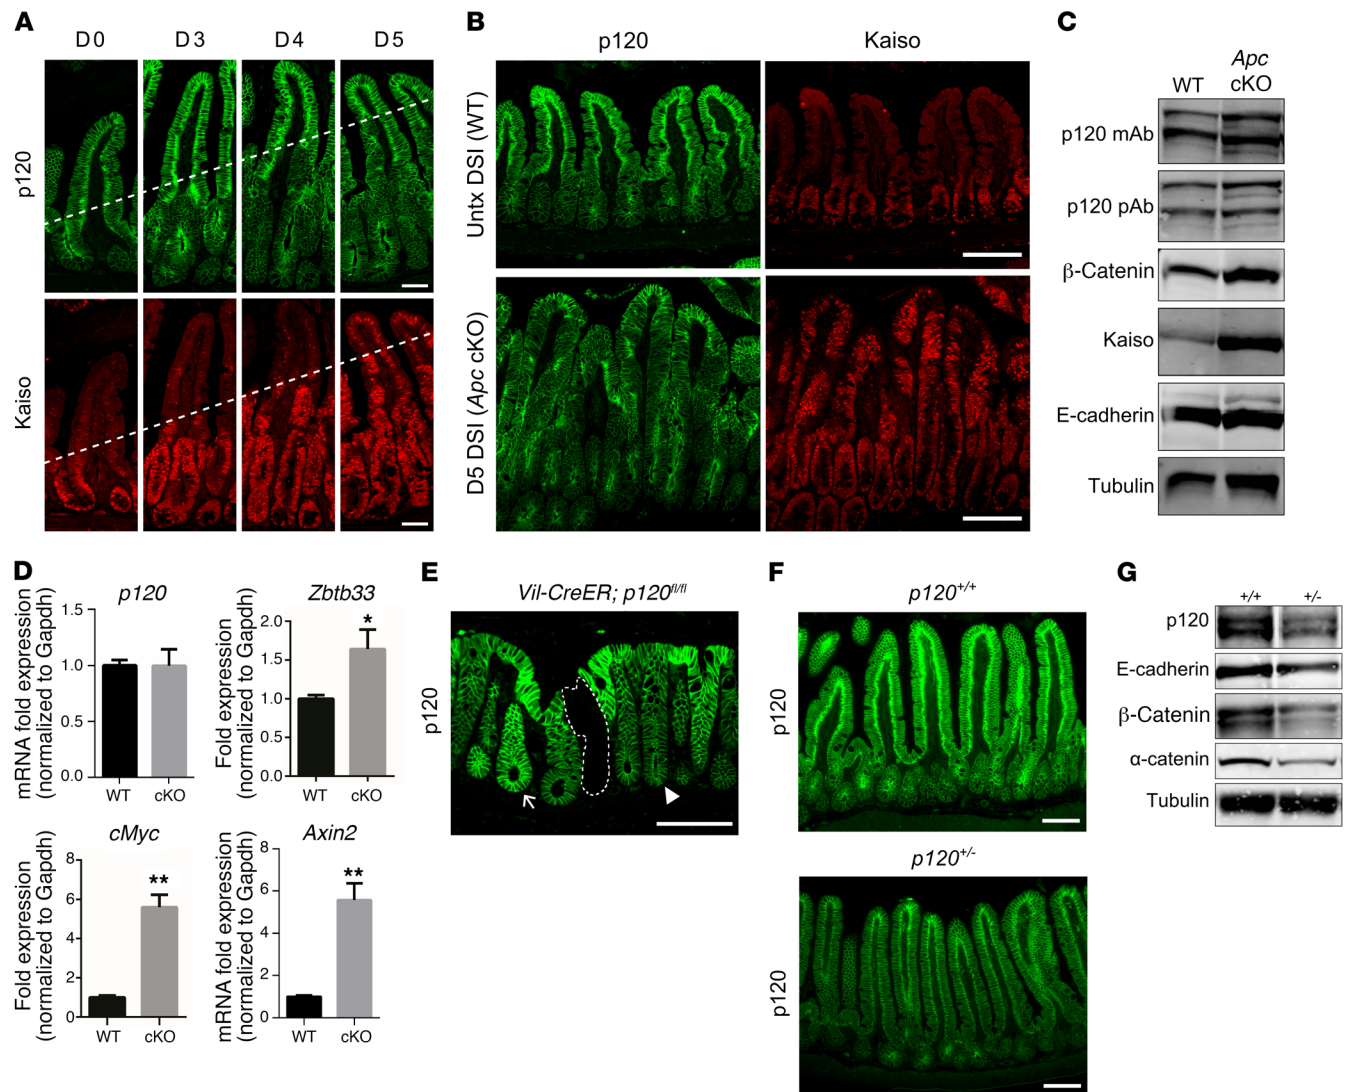 A
D0
D3
D4
D5
p120
Kaiso
B
p120
Kaiso
Untx DSI (WT)
D5 DSI (Apc cKO)
C
WT
Apc
cKO
p120 mAb
p120 pAb
β-Catenin
Kaiso
E-cadherin
Tubulin
D
p120
mRNA fold expression
(normalized to Gapdh)
1.5
1.0
0.5
0.0
WT
cKO
Zbtb33
Fold expression
(normalized to Gapdh)
2.0
1.5
1.0
0.5
0.0
*
WT
cKO
cMyc
Fold expression
(normalized to Gapdh)
8
6
4
2
0
**
WT
cKO
Axin2
mRNA fold expression
(normalized to Gapdh)
8
6
4
2
0
**
WT
cKO
E
Vil-CreER; p120fl/fl
p120
F
p120+/+
p120
p120+/-
p120
G
+/+
+/-
p120
E-cadherin
β-Catenin
α-catenin
Tubulin